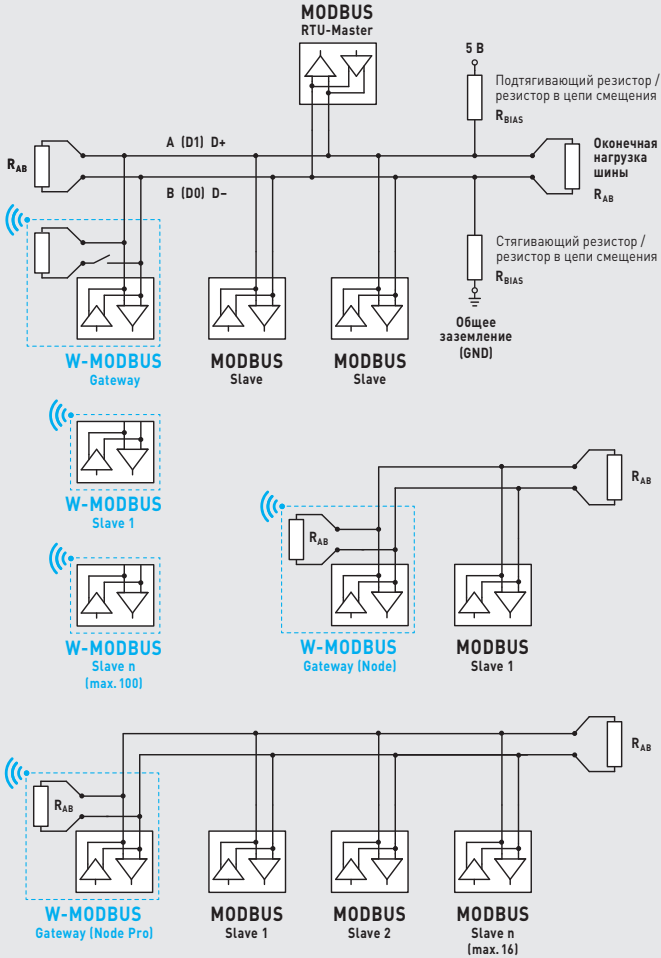 MODBUS
RTU-Master
5 В
Подтягивающий резистор /
резистор в цепи смещения
RBIAS
A (D1) D+
RAB
Оконечная
нагрузка
шины
RAB
B (D0) D–
Стягивающий резистор /
резистор в цепи смещения
RBIAS
Общее
заземление
(GND)
W-MODBUS
Gateway
MODBUS
Slave
MODBUS
Slave
W-MODBUS
Slave 1
RAB
RAB
W-MODBUS
Slave n
(max. 100)
W-MODBUS
Gateway (Node)
MODBUS
Slave 1
RAB
RAB
W-MODBUS
Gateway (Node Pro)
MODBUS
Slave 1
MODBUS
Slave 2
MODBUS
Slave n
(max. 16)